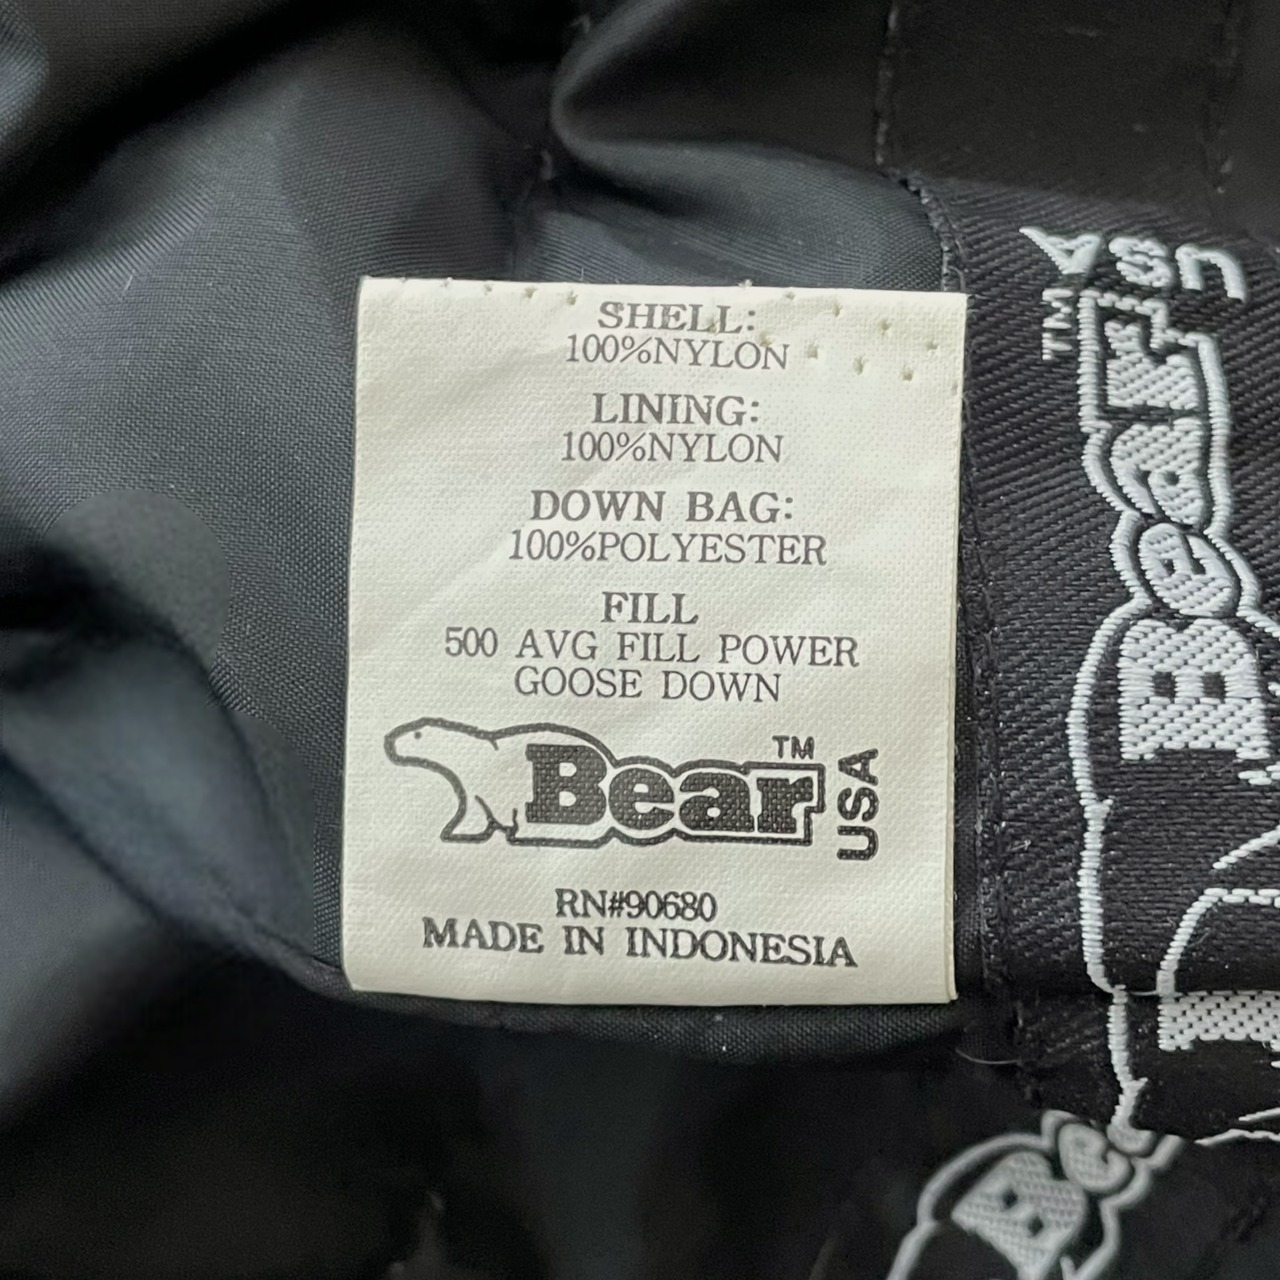 SHELL:
100%NYLON
LINING:
100%NYLON
DOWN BAG:
100%POLYESTER
FILL
500 AVG FILL POWER
GOOSE DOWN
Bear™
USA
RN#90680
MADE IN INDONESIA
Bear™
USA